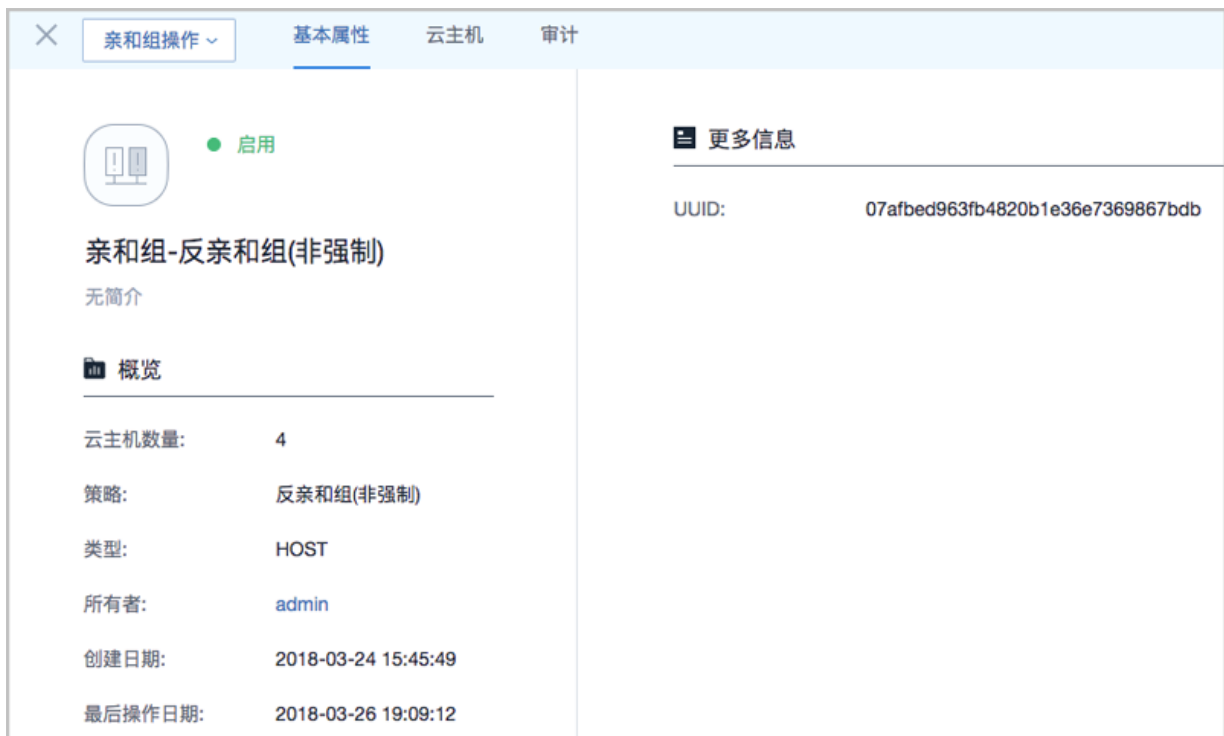 亲和组操作 基本属性 云主机 审计
启用
亲和组-反亲和组(非强制)
无简介
概览
云主机数量: 4
策略: 反亲和组(非强制)
类型: HOST
所有者: admin
创建日期: 2018-03-24 15:45:49
最后操作日期: 2018-03-26 19:09:12
更多信息
UUID: 07afbed963fb4820b1e36e7369867bdb